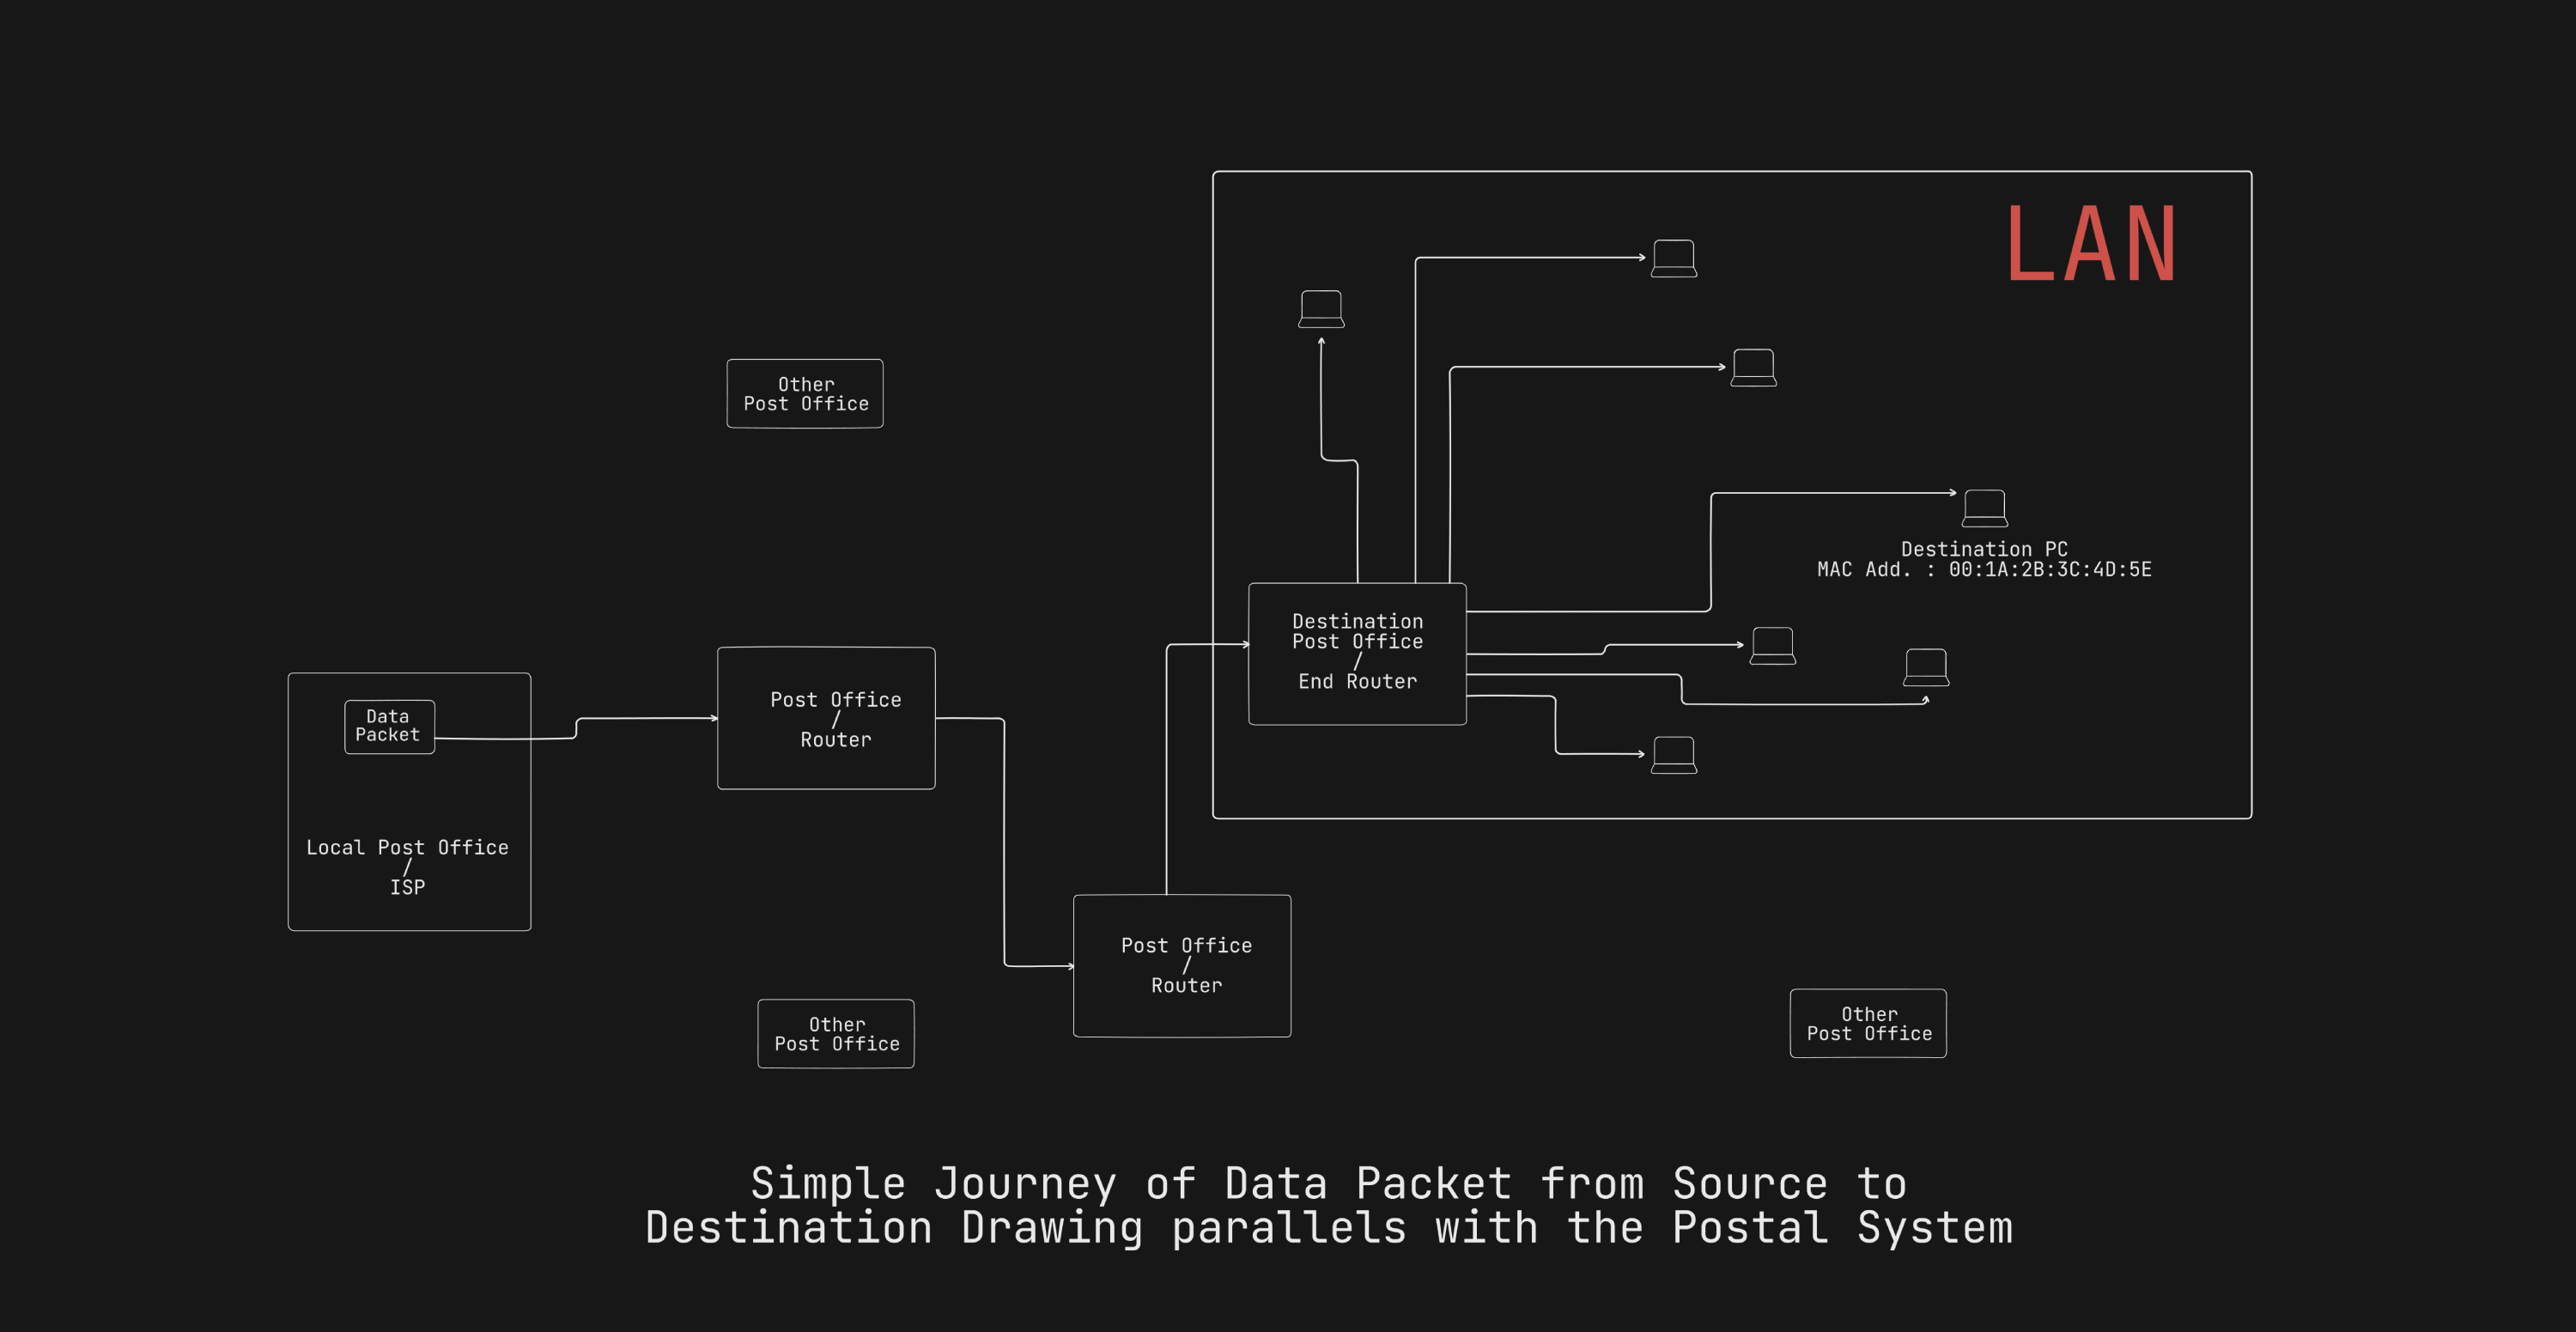 LAN
Other
Post Office
Destination PC
MAC Add. : 00:1A:2B:3C:4D:5E
Destination
Post Office
/
End Router
Data
Packet
Local Post Office
/
ISP
Post Office
/
Router
Post Office
/
Router
Other
Post Office
Other
Post Office
Simple Journey of Data Packet from Source to
Destination Drawing parallels with the Postal System